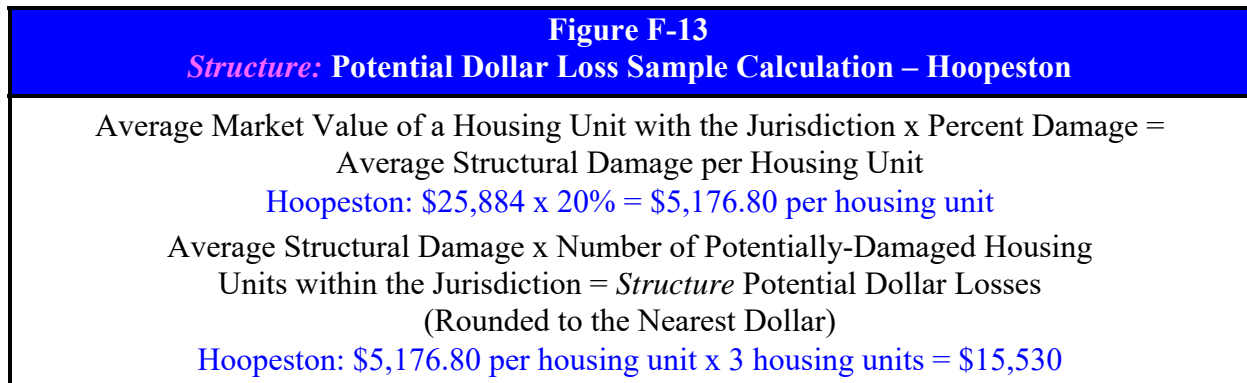 Figure F-13
Structure: Potential Dollar Loss Sample Calculation – Hoopeston
Average Market Value of a Housing Unit with the Jurisdiction x Percent Damage =
Average Structural Damage per Housing Unit
Hoopeston: $25,884 x 20% = $5,176.80 per housing unit
Average Structural Damage x Number of Potentially-Damaged Housing
Units within the Jurisdiction = Structure Potential Dollar Losses
(Rounded to the Nearest Dollar)
Hoopeston: $5,176.80 per housing unit x 3 housing units = $15,530